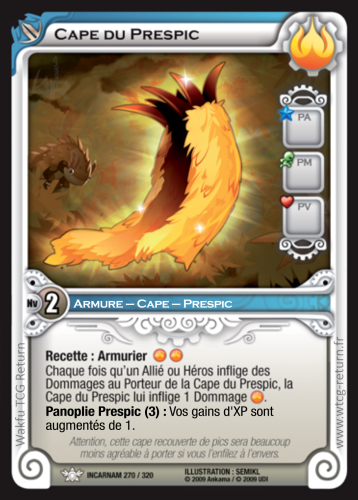 Cape du Prespic
PA
PM
PV
Nv 2
Armure – Cape – Prespic
Recette : Armurier
Chaque fois qu'un Allié ou Héros inflige des
Dommages au Porteur de la Cape du Prespic, la
Cape du Prespic lui inflige 1 Dommage.
Panoplie Prespic (3) : Vos gains d'XP sont
augmentés de 1.
Attention, cette cape recouverte de pics sera beaucoup
moins agréable à porter si vous l'enfilez à l'envers.
INCARNAM 270 / 320
ILLUSTRATION : SEMIKL
© 2009 Ankama / © 2009 UDI
Wakfu TCG Return
www.wtcg-return.fr